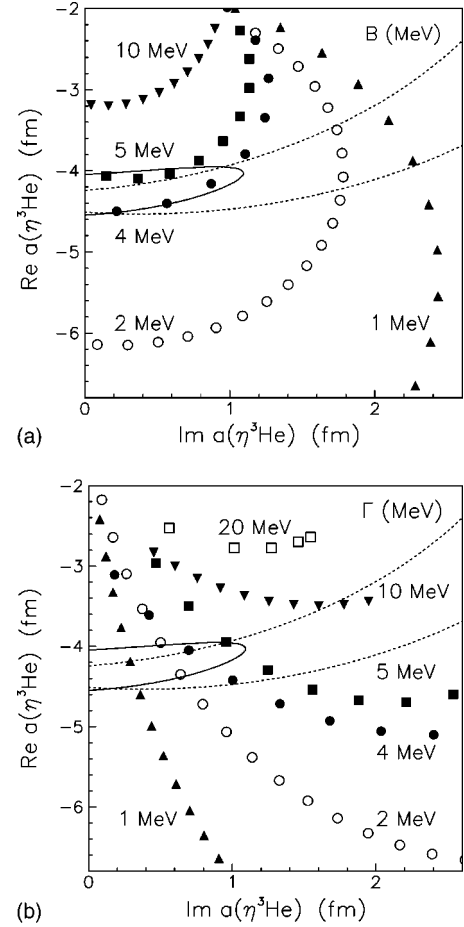 -2
-3
-4
-5
-6
Re a(η³He) (fm)
10 MeV
B (MeV)
5 MeV
4 MeV
2 MeV
1 MeV
0
1
2
Im a(η³He) (fm)
(a)
-2
-3
-4
-5
-6
Re a(η³He) (fm)
20 MeV
Γ (MeV)
10 MeV
5 MeV
4 MeV
1 MeV
2 MeV
0
1
2
Im a(η³He) (fm)
(b)